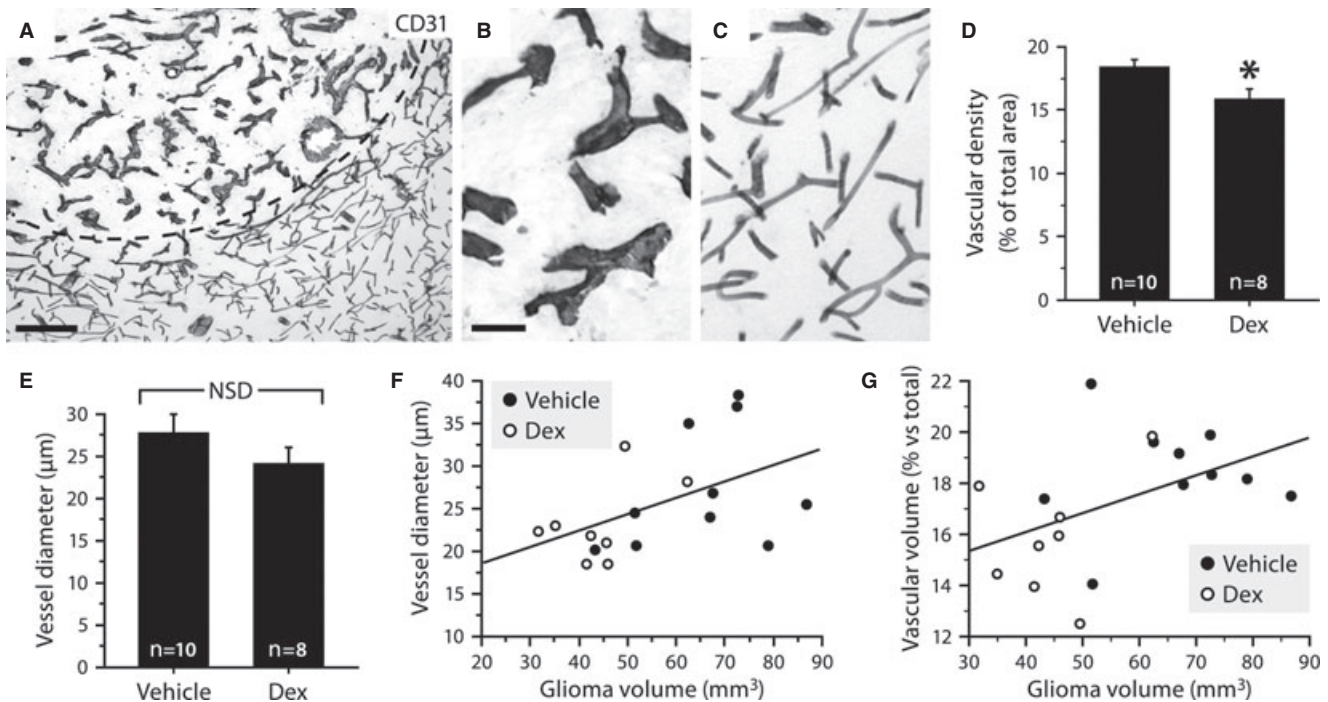 A
CD31
B
C
D
Vascular density
(% of total area)
20
15
10
5
0
*
n=10
n=8
Vehicle
Dex
E
NSD
Vessel diameter (μm)
30
25
20
15
10
5
0
n=10
n=8
Vehicle
Dex
F
Vessel diameter (μm)
40
35
30
25
20
15
10
Vehicle
Dex
20 30 40 50 60 70 80 90
Glioma volume (mm³)
G
Vascular volume (% vs total)
22
20
18
16
14
12
Vehicle
Dex
30 40 50 60 70 80 90
Glioma volume (mm³)